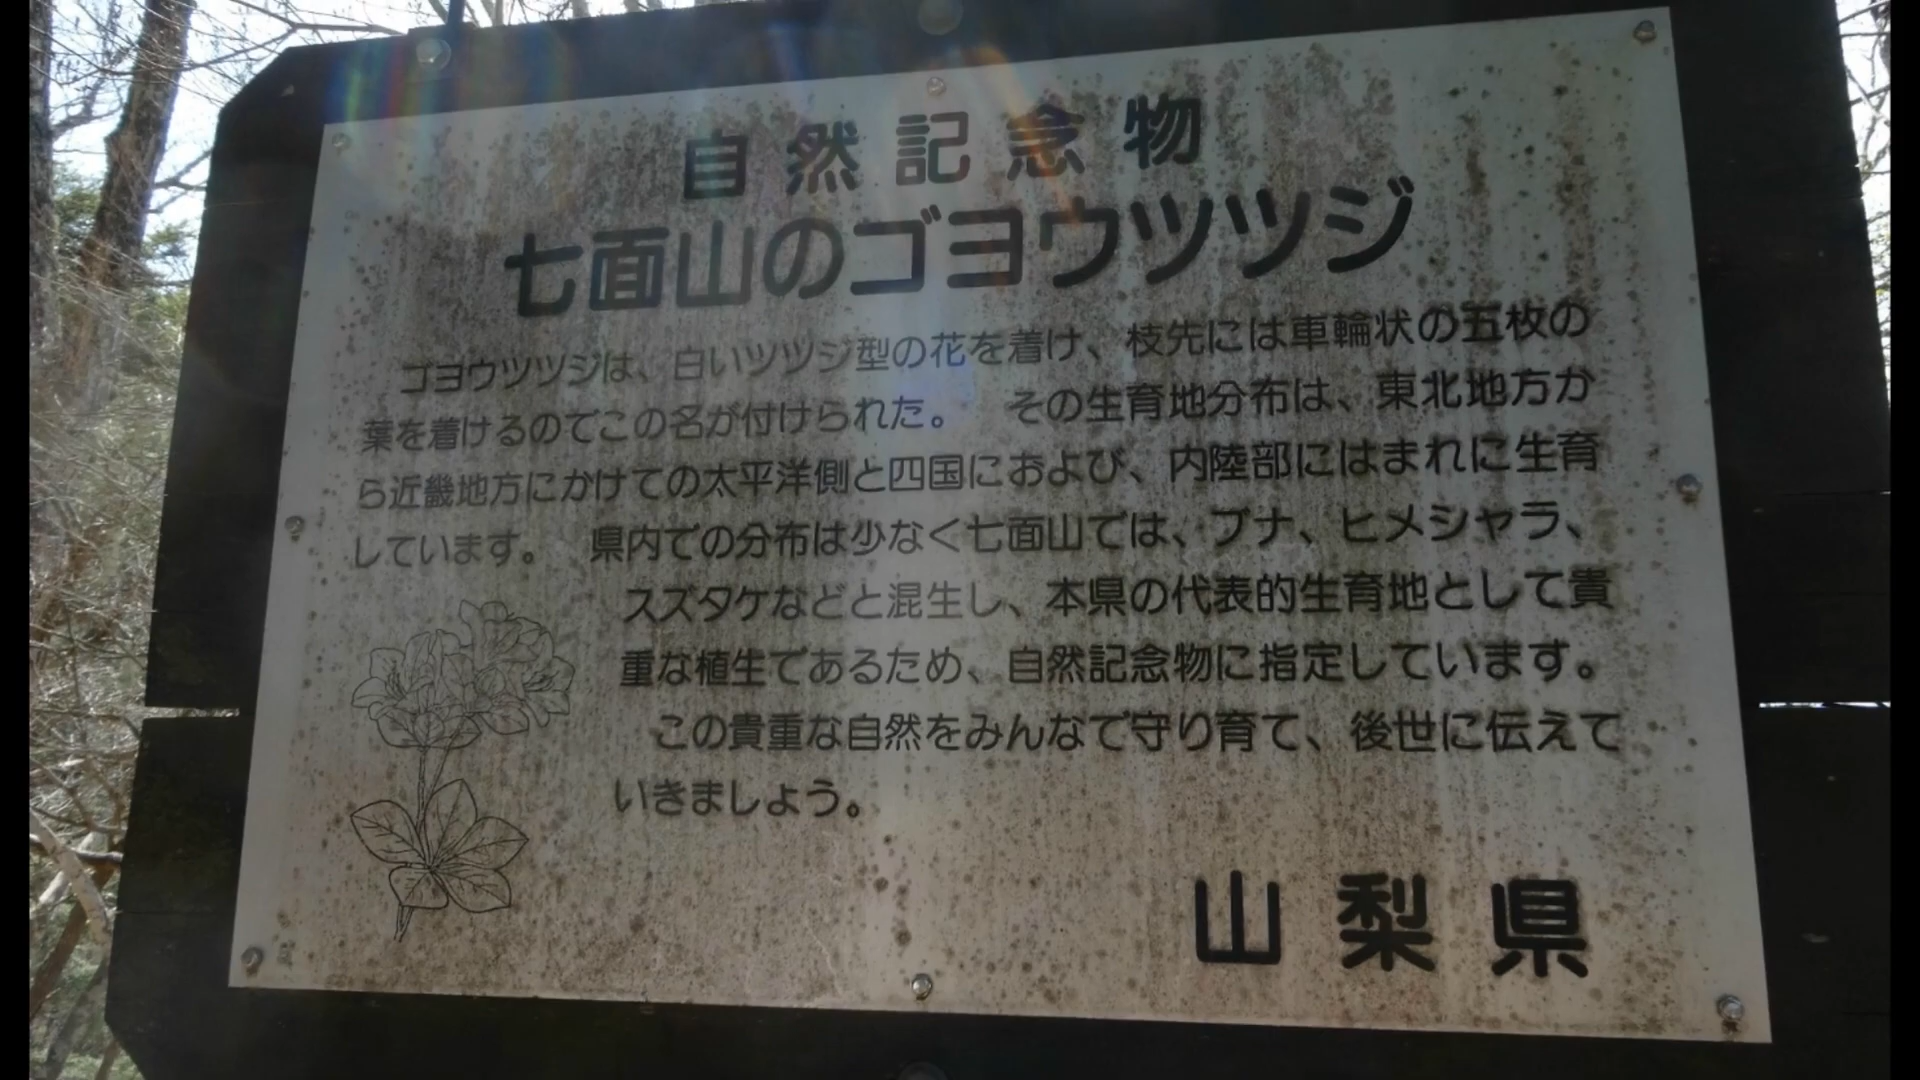 自然記念物
七面山のゴヨウツツジ
ゴヨウツツジは、白いツツジ型の花を着け、枝先には車輪状の五枚の
葉を着けるのでこの名が付けられた。　その生育地分布は、東北地方か
ら近畿地方にかけての太平洋側と四国におよび、内陸部にはまれに生育
しています。　県内での分布は少なく七面山では、ブナ、ヒメシャラ、
スズタケなどと混生し、本県の代表的生育地として貴
重な植生であるため、自然記念物に指定しています。
この貴重な自然をみんなで守り育て、後世に伝えて
いきましょう。
山梨県